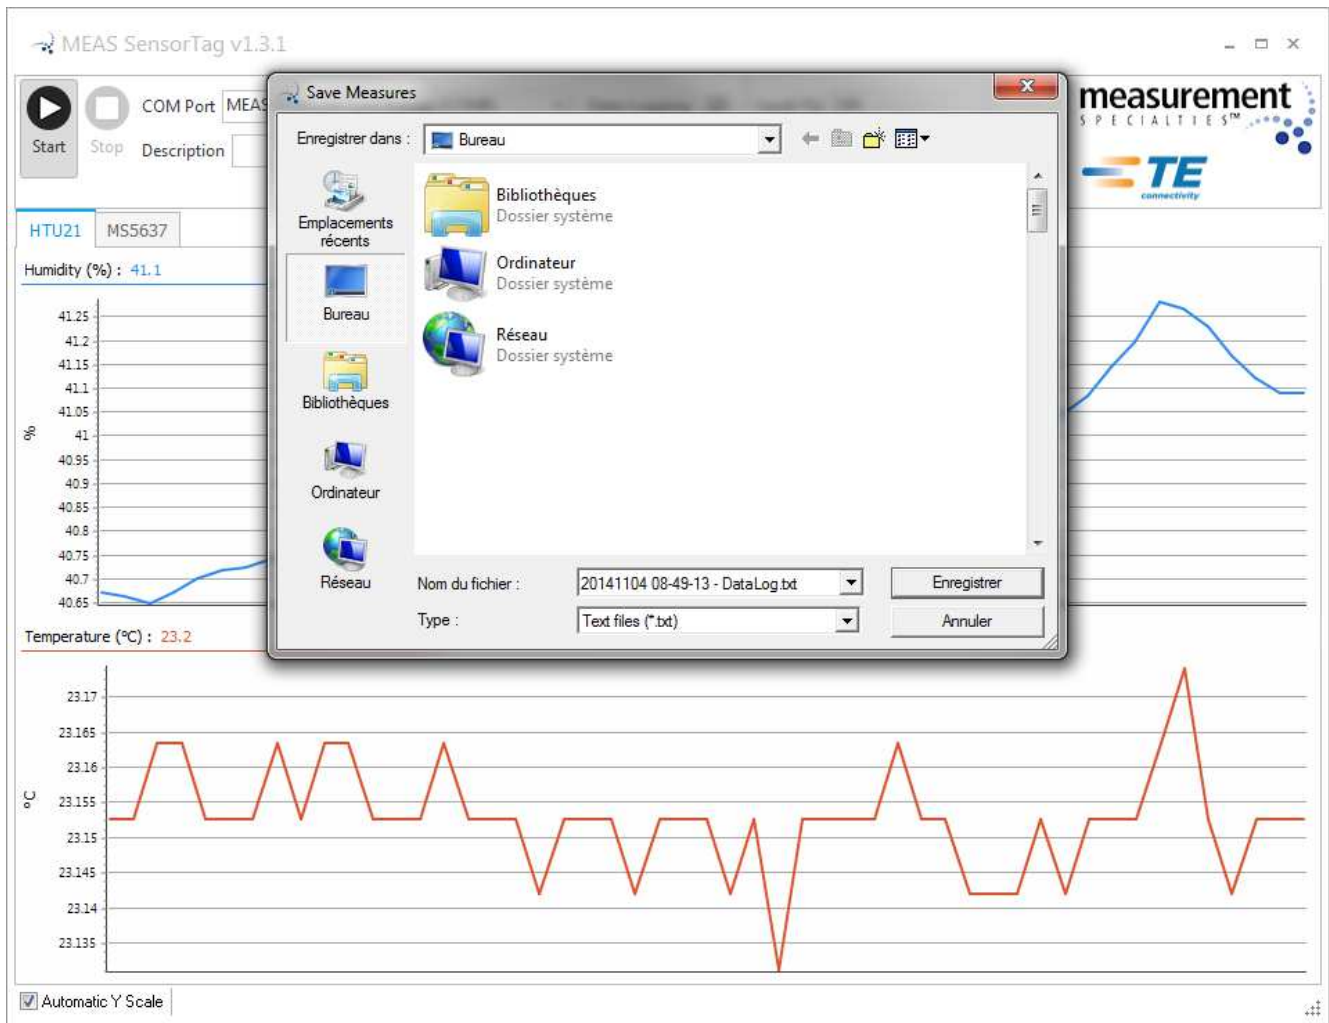 MEAS SensorTag v1.3.1
Start
Stop
COM Port MEAS
Description
measurement
SPECIALTIES™
TE
connectivity
HTU21 MS5637
Humidity (%) : 41.1
41.25
41.2
41.15
41.1
41.05
41
40.95
40.9
40.85
40.8
40.75
40.7
40.65
%
Save Measures
Enregistrer dans : Bureau
Emplacements
récents
Bureau
Bibliothèques
Ordinateur
Réseau
Bibliothèques
Dossier système
Ordinateur
Dossier système
Réseau
Dossier système
Nom du fichier : 20141104 08-49-13 - DataLog.txt Enregistrer
Type : Text files (*.txt) Annuler
Temperature (°C) : 23.2
23.17
23.165
23.16
23.155
23.15
23.145
23.14
23.135
°C
Automatic Y Scale